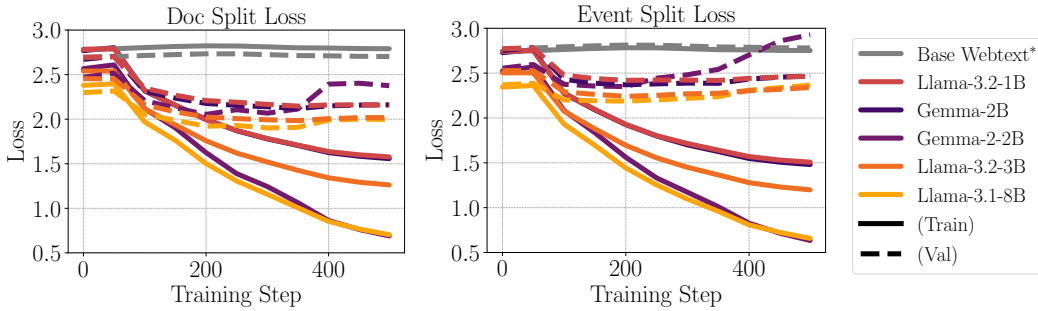 Doc Split Loss
Event Split Loss
3.0
2.5
2.0
1.5
1.0
0.5
Loss
0
200
400
Training Step
3.0
2.5
2.0
1.5
1.0
0.5
Loss
0
200
400
Training Step
Base Webtext*
Llama-3.2-1B
Gemma-2B
Gemma-2-2B
Llama-3.2-3B
Llama-3.1-8B
(Train)
(Val)